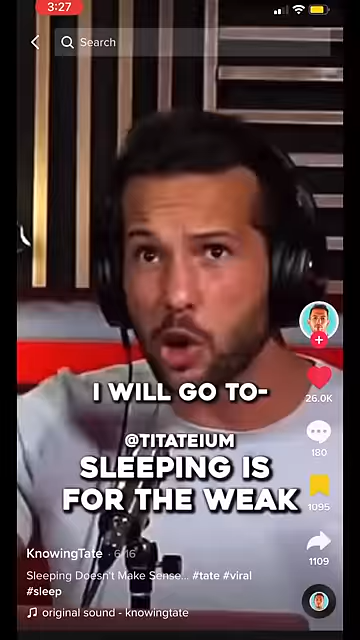 3:27
Search
I WILL GO TO-
@TITATEIUM
SLEEPING IS
FOR THE WEAK
26.0K
180
1095
1109
KnowingTate · 6-16
Sleeping Doesn't Make Sense... #tate #viral
#sleep
original sound - knowingtate